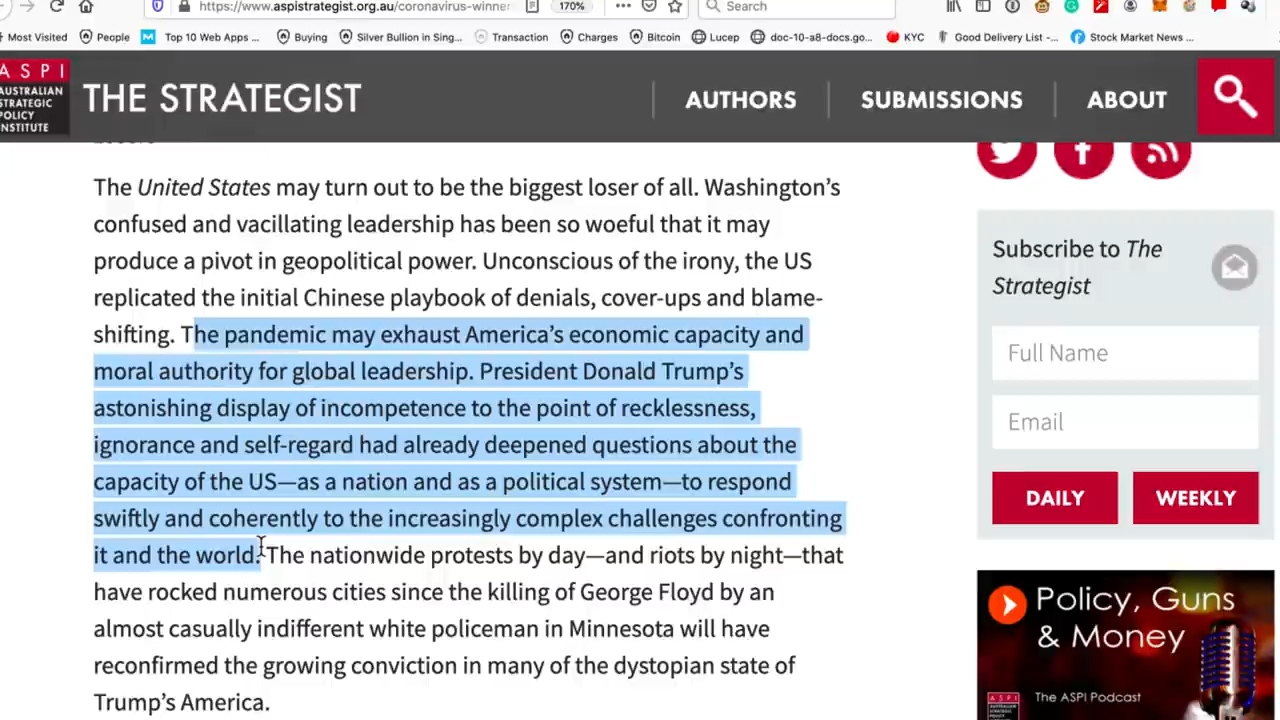 https://www.aspistrategist.org.au/coronavirus-winner
170%
Search
Most Visited
People
Top 10 Web Apps ...
Buying
Silver Bullion in Sing...
Transaction
Charges
Bitcoin
Lucep
doc-10-a8-docs.go...
KYC
Good Delivery List -...
Stock Market News ...
ASPI
AUSTRALIAN
STRATEGIC
POLICY
INSTITUTE
THE STRATEGIST
AUTHORS
SUBMISSIONS
ABOUT
The United States may turn out to be the biggest loser of all. Washington’s
confused and vacillating leadership has been so woeful that it may
produce a pivot in geopolitical power. Unconscious of the irony, the US
replicated the initial Chinese playbook of denials, cover-ups and blame-
shifting. The pandemic may exhaust America’s economic capacity and
moral authority for global leadership. President Donald Trump’s
astonishing display of incompetence to the point of recklessness,
ignorance and self-regard had already deepened questions about the
capacity of the US—as a nation and as a political system—to respond
swiftly and coherently to the increasingly complex challenges confronting
it and the world. The nationwide protests by day—and riots by night—that
have rocked numerous cities since the killing of George Floyd by an
almost casually indifferent white policeman in Minnesota will have
reconfirmed the growing conviction in many of the dystopian state of
Trump’s America.
Subscribe to The
Strategist
Full Name
Email
DAILY
WEEKLY
Policy, Guns
& Money
The ASPI Podcast
ASPI